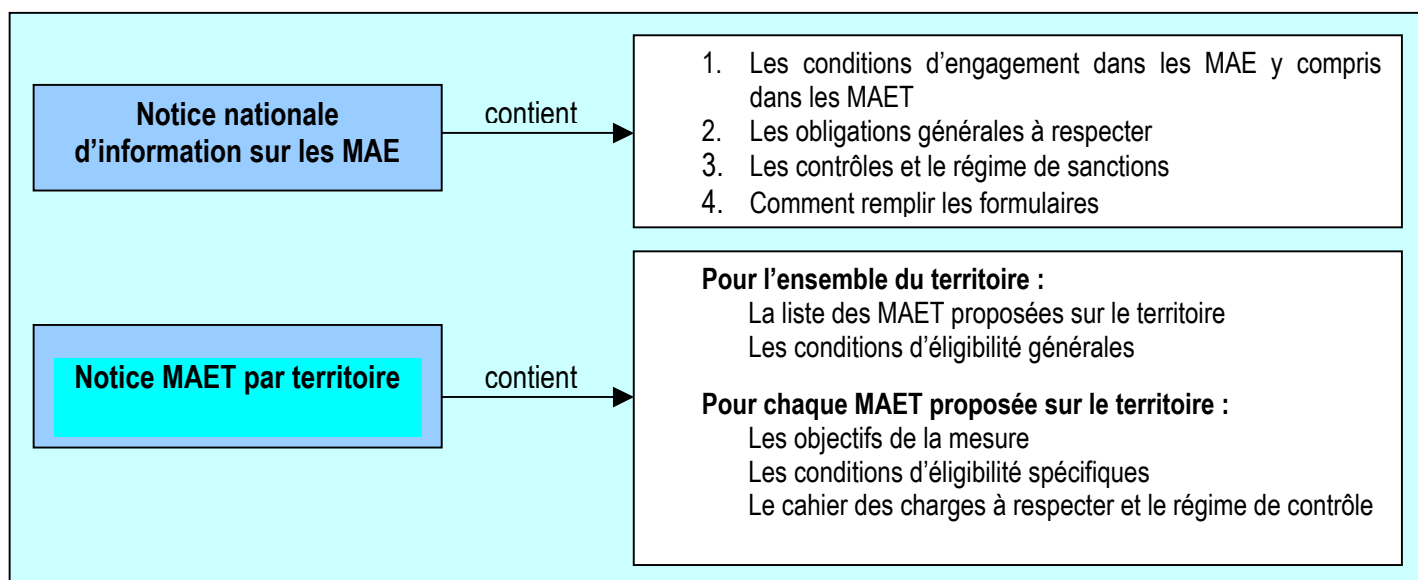 Notice nationale
d'information sur les MAE
contient
1. Les conditions d'engagement dans les MAE y compris
dans les MAET
2. Les obligations générales à respecter
3. Les contrôles et le régime de sanctions
4. Comment remplir les formulaires
Notice MAET par territoire
contient
Pour l'ensemble du territoire :
La liste des MAET proposées sur le territoire
Les conditions d'éligibilité générales
Pour chaque MAET proposée sur le territoire :
Les objectifs de la mesure
Les conditions d'éligibilité spécifiques
Le cahier des charges à respecter et le régime de contrôle